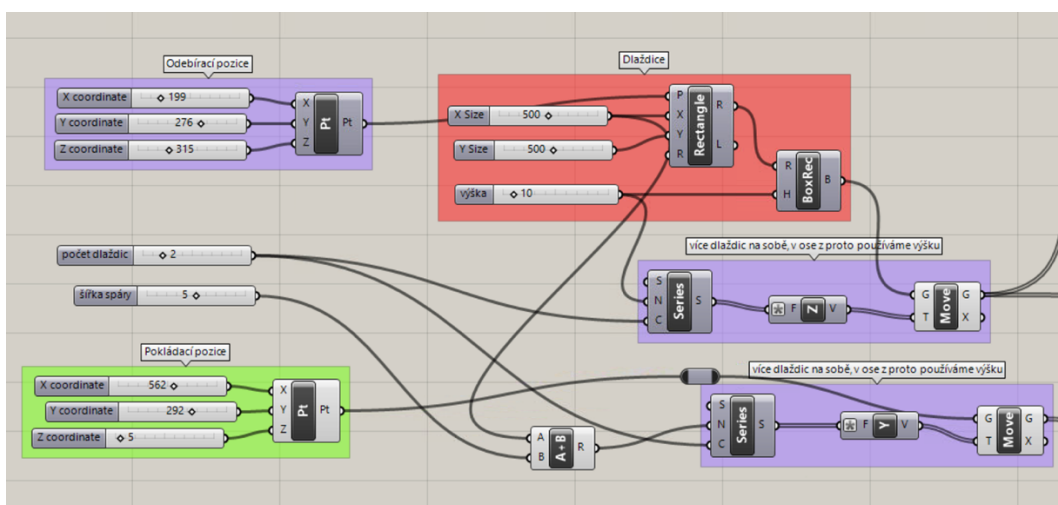 Odebírací pozice
X coordinate 199
Y coordinate 276
Z coordinate 315
X Y Z Pt Pt
Dlaždice
X Size 500
Y Size 500
výška 10
P X Y R Rectangle R L
R H BoxRec B
počet dlaždic 2
šířka spáry 5
více dlaždic na sobě, v ose z proto používáme výšku
S N C Series S
F Z V
G T Move G X
Pokládací pozice
X coordinate 562
Y coordinate 292
Z coordinate 5
X Y Z Pt Pt
A B A+B R
více dlaždic na sobě, v ose z proto používáme výšku
S N C Series S
F Y V
G T Move G X